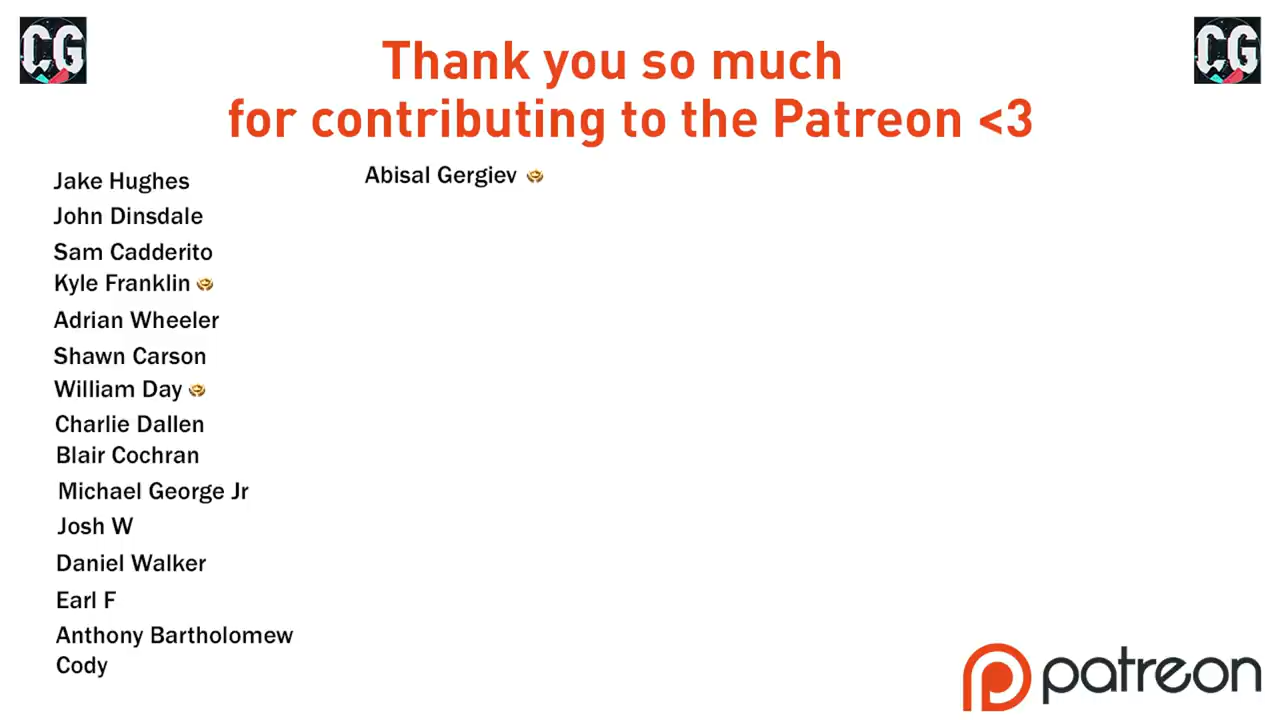 CG
CG
Thank you so much
for contributing to the Patreon <3
Jake Hughes
John Dinsdale
Sam Cadderito
Kyle Franklin
Adrian Wheeler
Shawn Carson
William Day
Charlie Dallen
Blair Cochran
Michael George Jr
Josh W
Daniel Walker
Earl F
Anthony Bartholomew
Cody
Abisal Gergiev
patreon